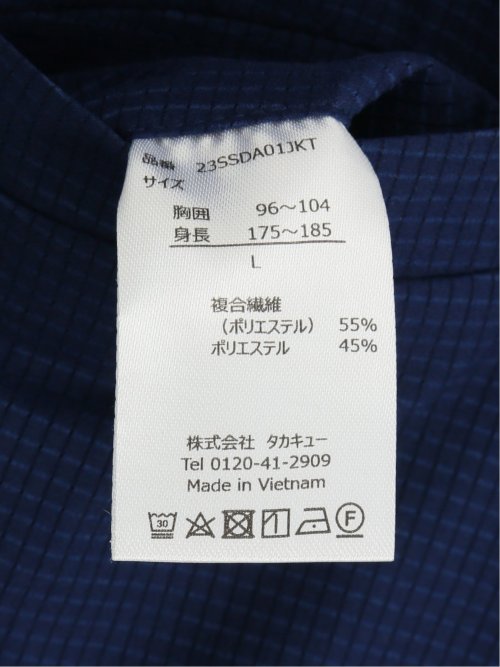 品番 23SSDA01JKT
サイズ
胸囲 96～104
身長 175～185
L
複合繊維
（ポリエステル） 55%
ポリエステル 45%
株式会社 タカキュー
Tel 0120-41-2909
Made in Vietnam
30 F